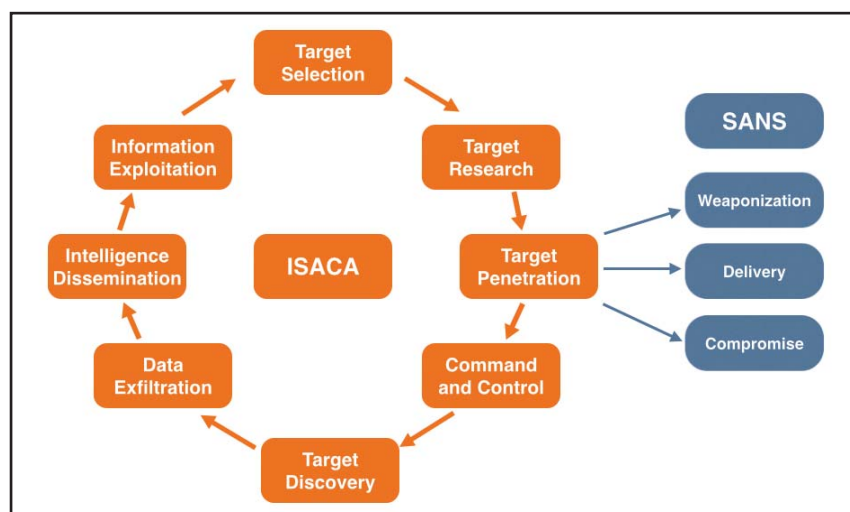 Target
Selection
Target
Research
Target
Penetration
Command
and Control
Target
Discovery
Data
Exfiltration
Intelligence
Dissemination
Information
Exploitation
ISACA
SANS
Weaponization
Delivery
Compromise